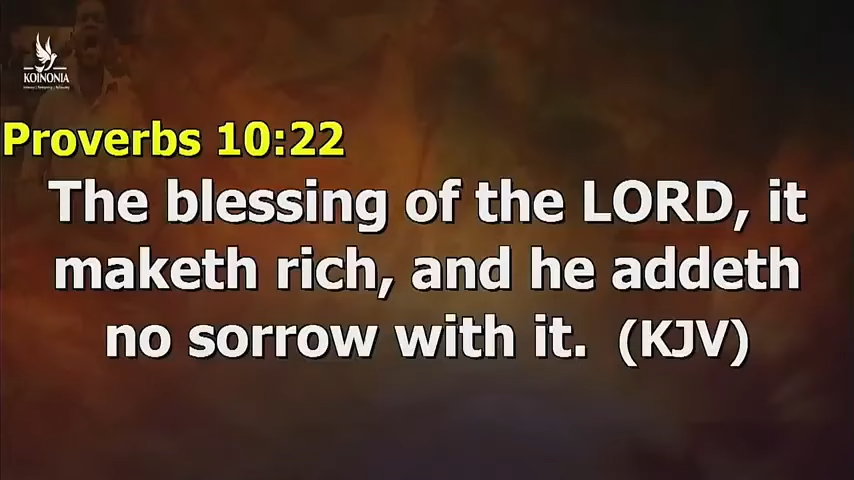 KOINONIA
Proverbs 10:22
The blessing of the LORD, it
maketh rich, and he addeth
no sorrow with it. (KJV)